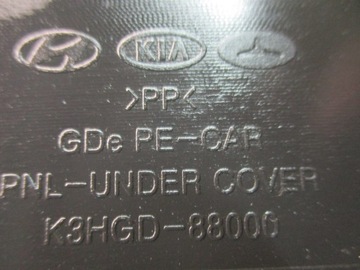 KIA
>PP<
GDe PE-CAR
PNL-UNDER COVER
K3HGD-88000